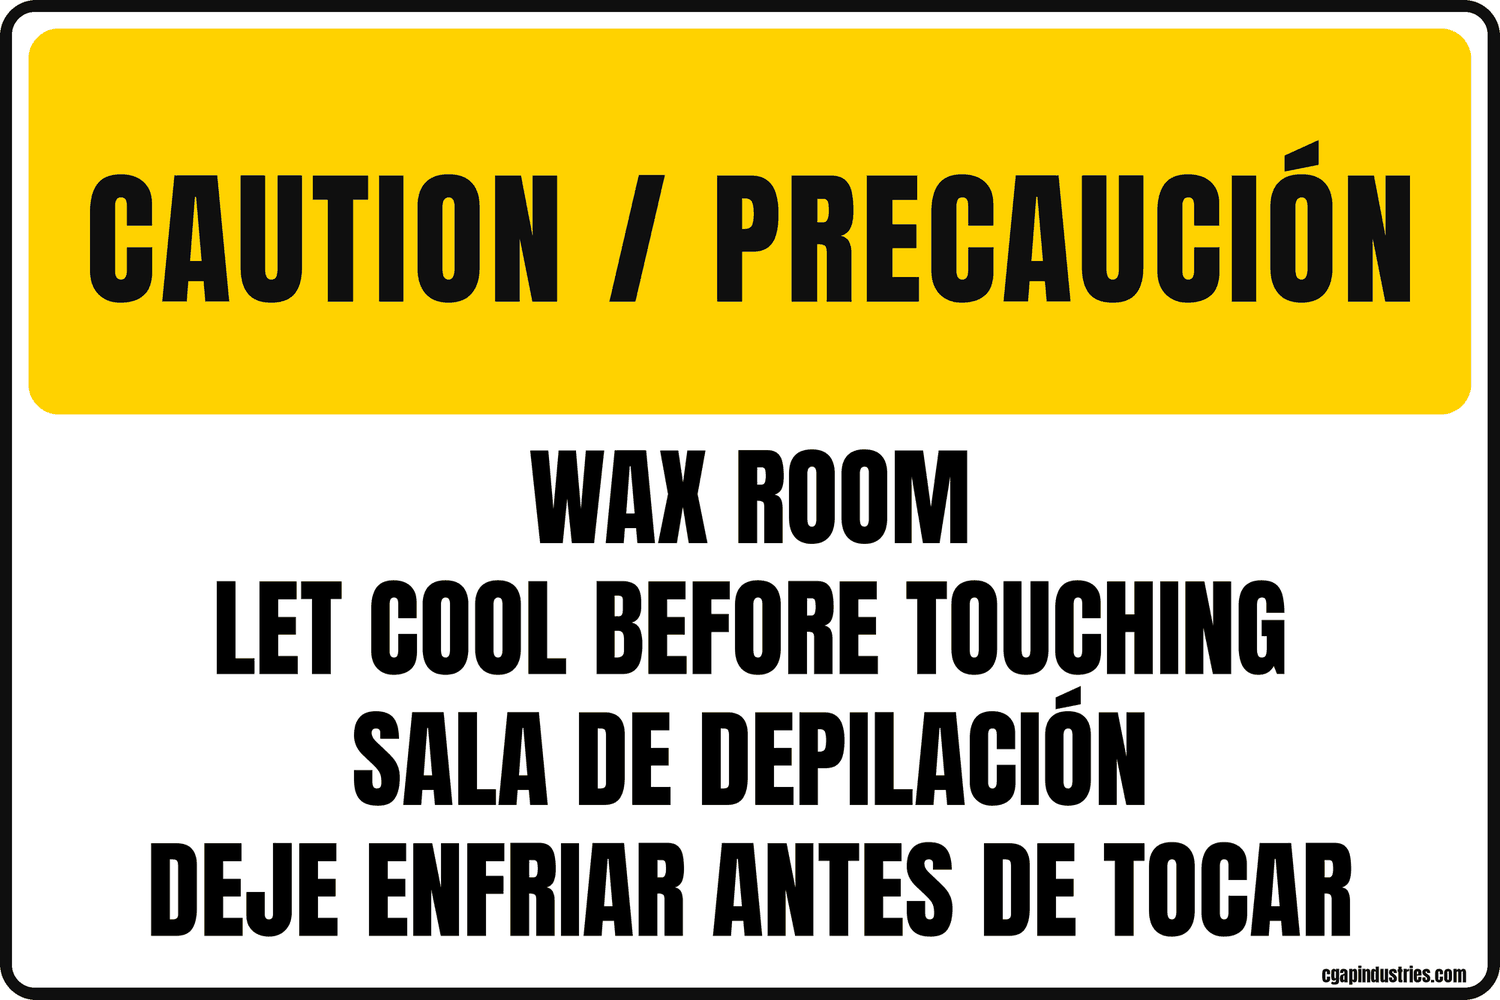 CAUTION / PRECAUCIÓN
WAX ROOM
LET COOL BEFORE TOUCHING
SALA DE DEPILACIÓN
DEJE ENFRIAR ANTES DE TOCAR
cgapindustries.com